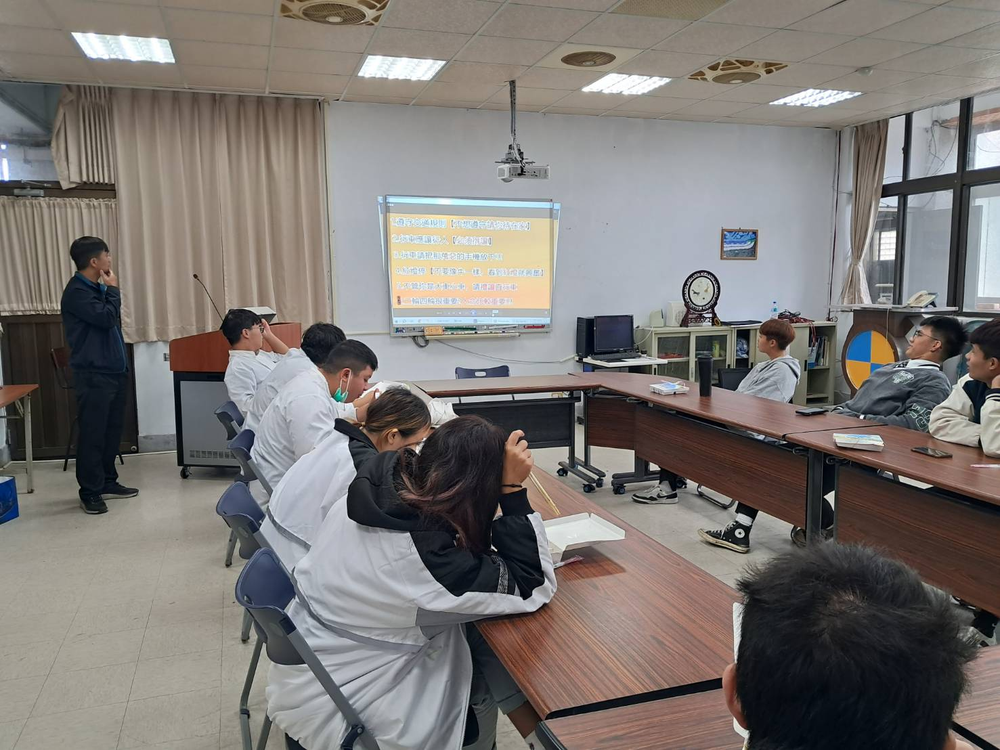 1.遵守交通規則【不想遵守請你待在家】
2.行車應讓行人【必須待讓】
3.行車請把那萬惡的手機放下!!!
4.紅燈停【不要像牛一樣，看到紅燈就興奮】
5.不管你是大車小車，請禮讓直行車
二輪四輪很重要?人命比較重要!!!